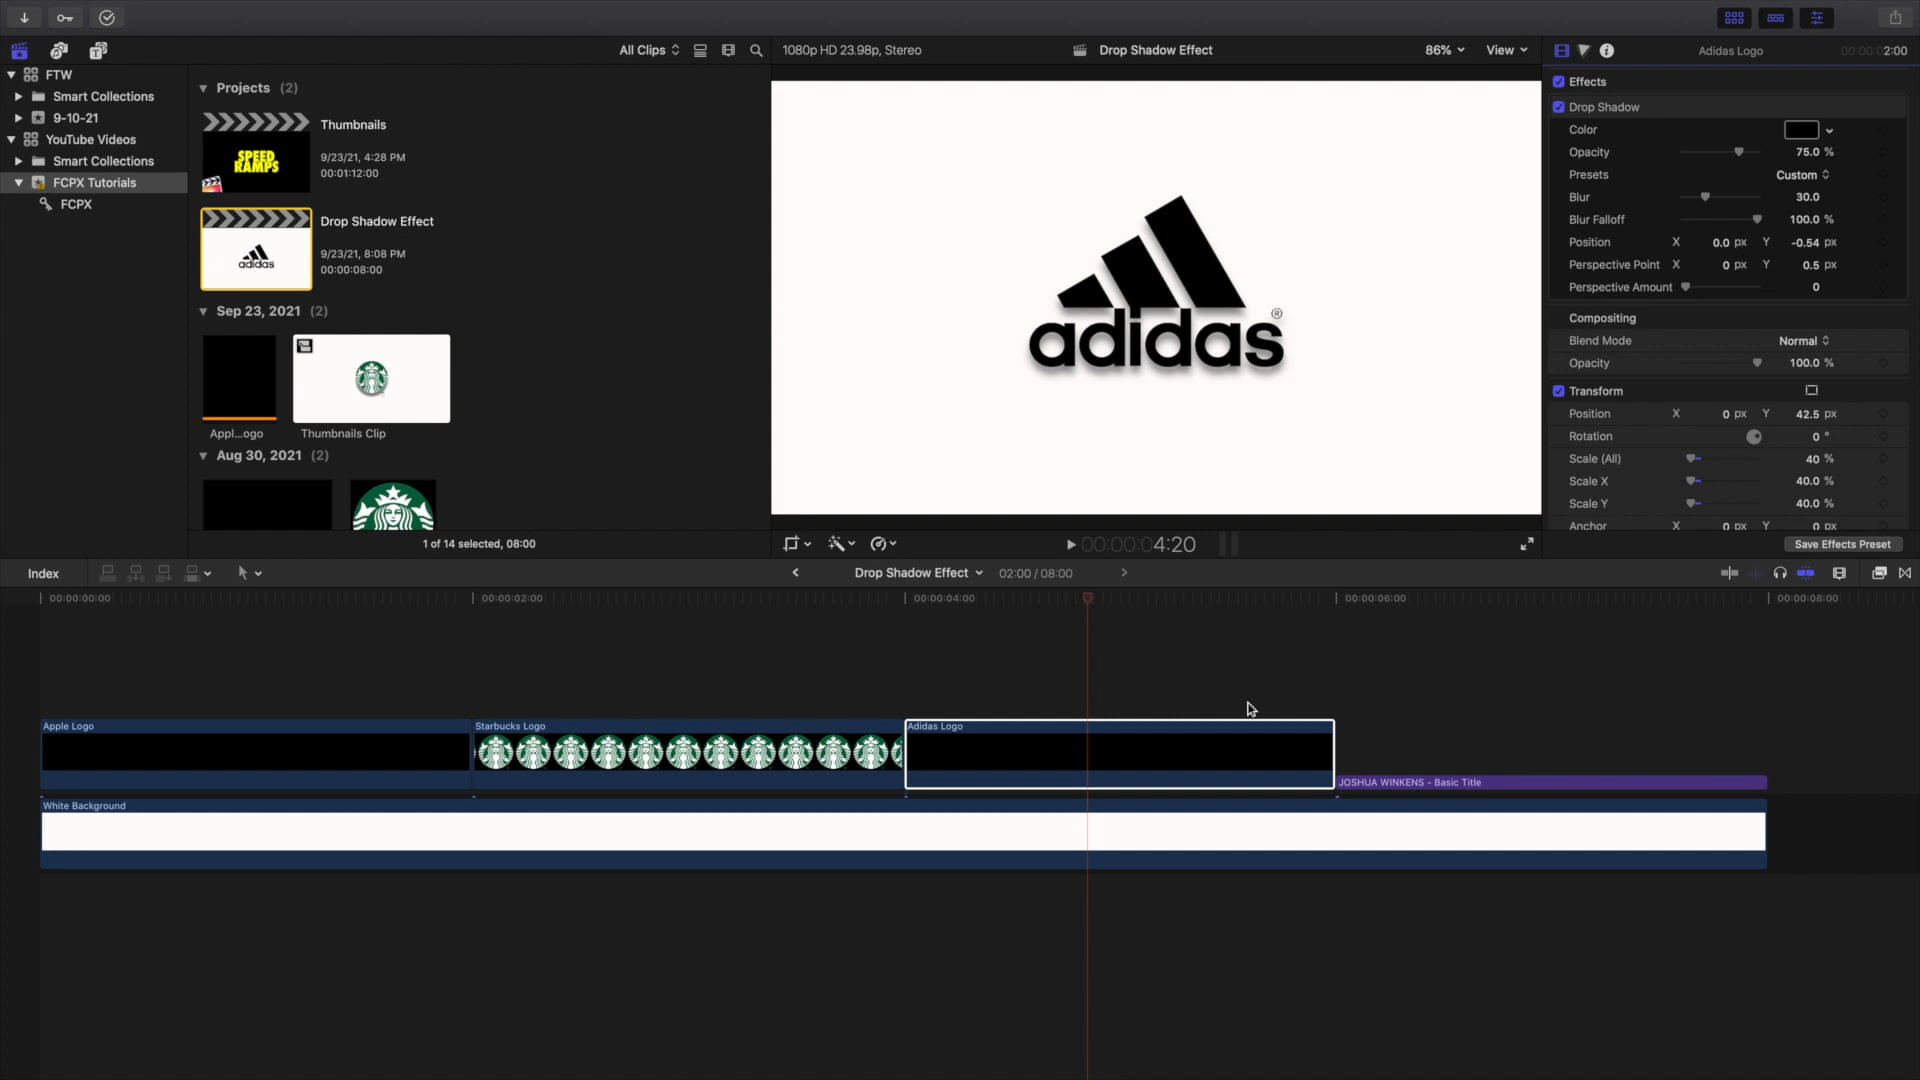 All Clips
1080p HD 23.98p, Stereo
Drop Shadow Effect
86%
View
Adidas Logo
00:00:02:00
FTW
Smart Collections
9-10-21
YouTube Videos
Smart Collections
FCPX Tutorials
FCPX
Projects (2)
Thumbnails
9/23/21, 4:28 PM
00:01:12:00
SPEED
RAMPS
Drop Shadow Effect
9/23/21, 8:08 PM
00:00:08:00
adidas
Sep 23, 2021 (2)
Appl...ogo
Thumbnails Clip
Aug 30, 2021 (2)
1 of 14 selected, 08:00
adidas
®
Effects
Drop Shadow
Color
Opacity 75.0 %
Presets Custom
Blur 30.0
Blur Falloff 100.0 %
Position X 0.0 px Y -0.54 px
Perspective Point X 0 px Y 0.5 px
Perspective Amount 0
Compositing
Blend Mode Normal
Opacity 100.0 %
Transform
Position X 0 px Y 42.5 px
Rotation 0 °
Scale (All) 40 %
Scale X 40.0 %
Scale Y 40.0 %
Anchor X 0 px Y 0 px
00:00:04:20
Save Effects Preset
Index
Drop Shadow Effect
02:00 / 08:00
00:00:00:00
00:00:02:00
00:00:04:00
00:00:06:00
00:00:08:00
Apple Logo
Starbucks Logo
Adidas Logo
JOSHUA WINKENS - Basic Title
White Background